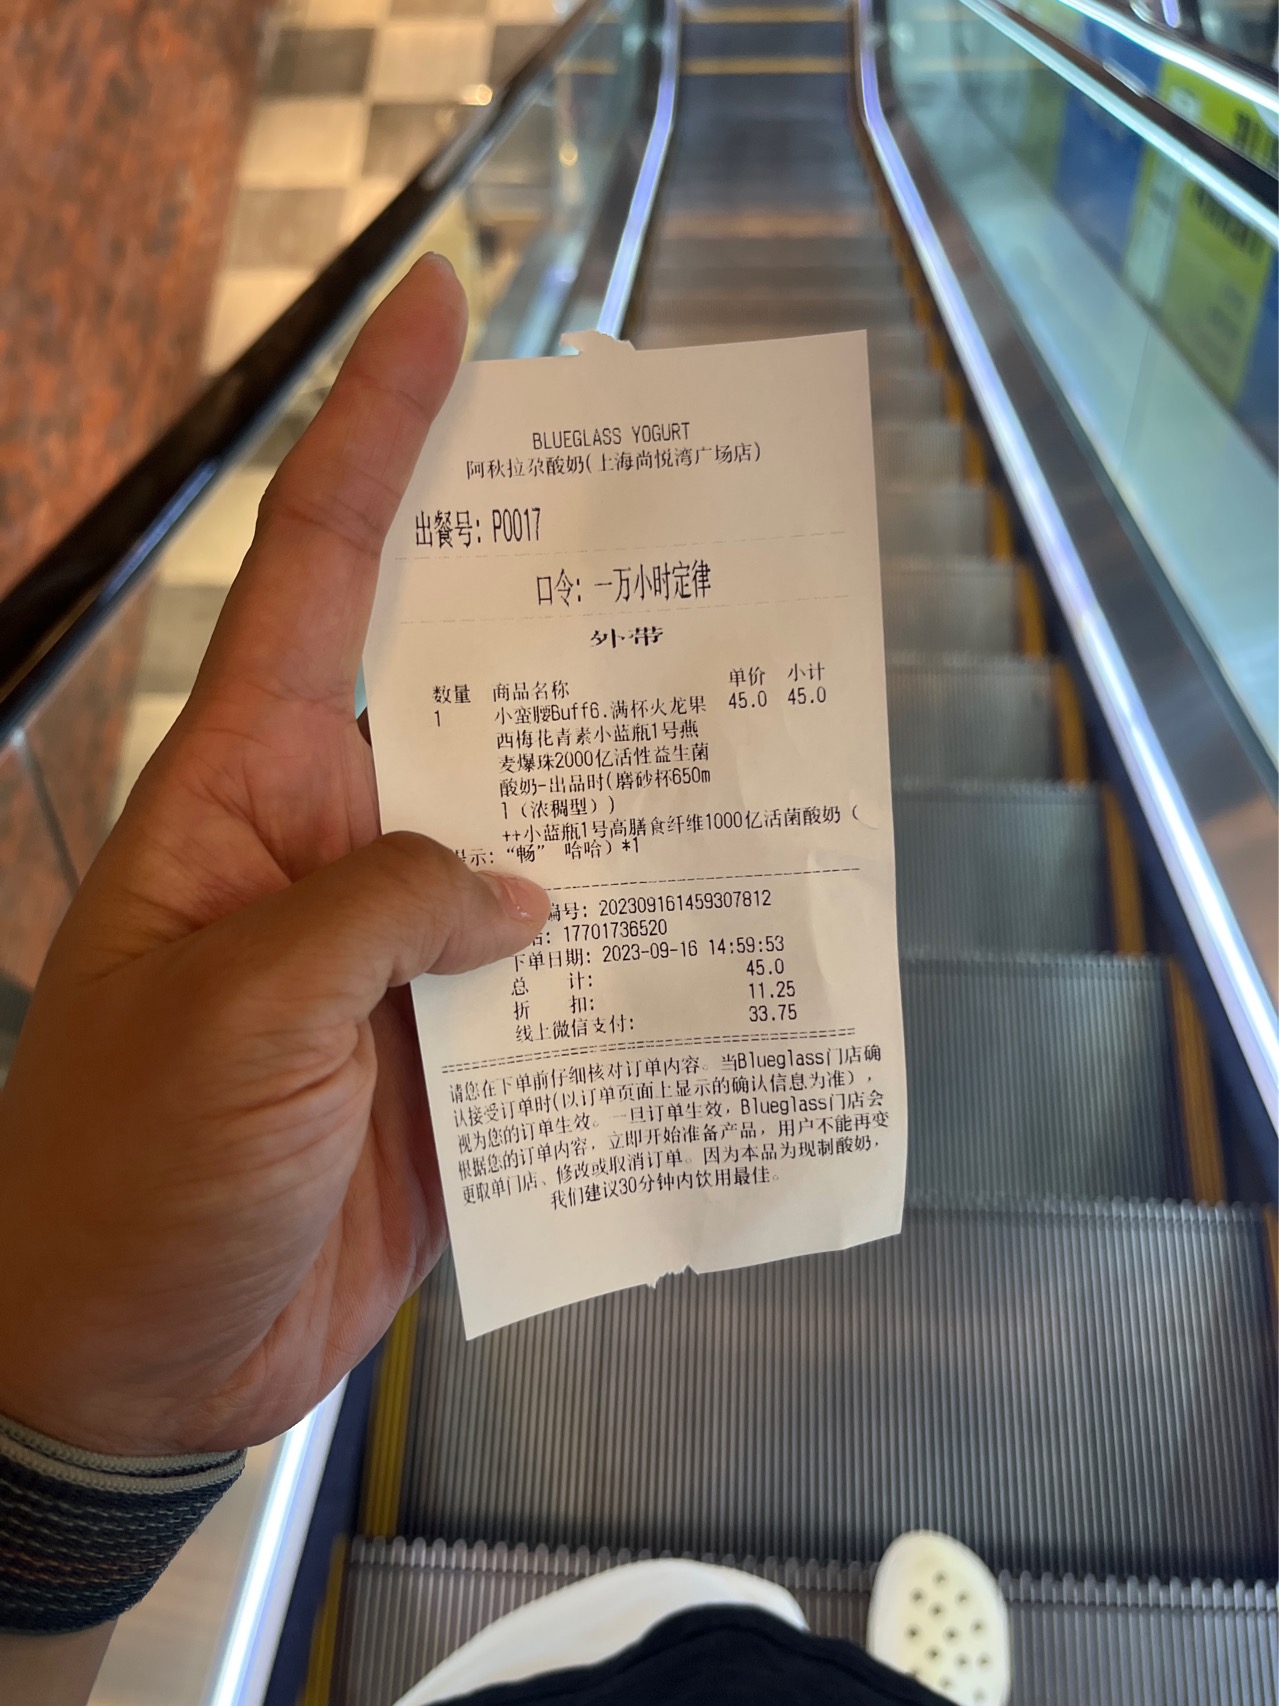 BLUEGLASS YOGURT
阿秋拉尕酸奶(上海尚悦湾广场店)
出餐号: P0017
口令: 一万小时定律
外带
数量 商品名称 单价 小计
1 小蛮腰Buff6.满杯火龙果 45.0 45.0
西梅花青素小蓝瓶1号燕
麦爆珠2000亿活性益生菌
酸奶-出品时(磨砂杯650m
l(浓稠型))
++小蓝瓶1号高膳食纤维1000亿活菌酸奶(
示: “畅” 哈哈)*1
编号: 202309161459307812
: 17701736520
下单日期: 2023-09-16 14:59:53
总 计: 45.0
折 扣: 11.25
线上微信支付: 33.75
请您在下单前仔细核对订单内容。当Blueglass门店确
认接受订单时(以订单页面上显示的确认信息为准),
视为您的订单生效。一旦订单生效, Blueglass门店会
根据您的订单内容, 立即开始准备产品, 用户不能再变
更取单门店、修改或取消订单。因为本品为现制酸奶,
我们建议30分钟内饮用最佳。